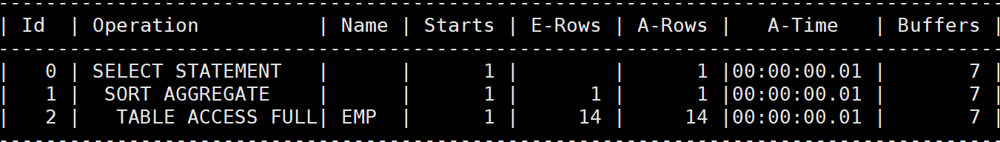 -------------------------------------------------------------------------------------
| Id  | Operation          | Name | Starts | E-Rows | A-Rows |   A-Time   | Buffers |
-------------------------------------------------------------------------------------
|   0 | SELECT STATEMENT   |      |      1 |        |      1 |00:00:00.01 |       7 |
|   1 |  SORT AGGREGATE    |      |      1 |      1 |      1 |00:00:00.01 |       7 |
|   2 |   TABLE ACCESS FULL| EMP  |      1 |     14 |     14 |00:00:00.01 |       7 |
-------------------------------------------------------------------------------------